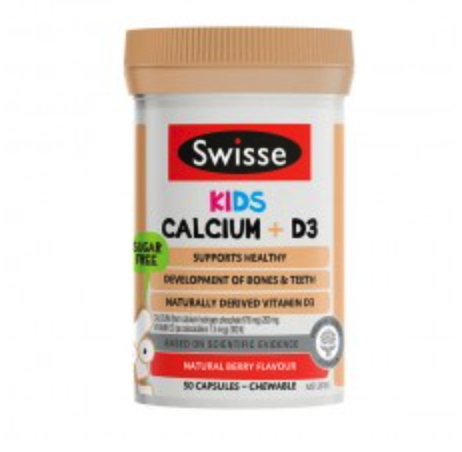 Swisse
KIDS
CALCIUM + D3
SUGAR
FREE
SUPPORTS HEALTHY
DEVELOPMENT OF BONES & TEETH
NATURALLY DERIVED VITAMIN D3
BASED ON SCIENTIFIC EVIDENCE
NATURAL BERRY FLAVOUR
50 CAPSULES – CHEWABLE